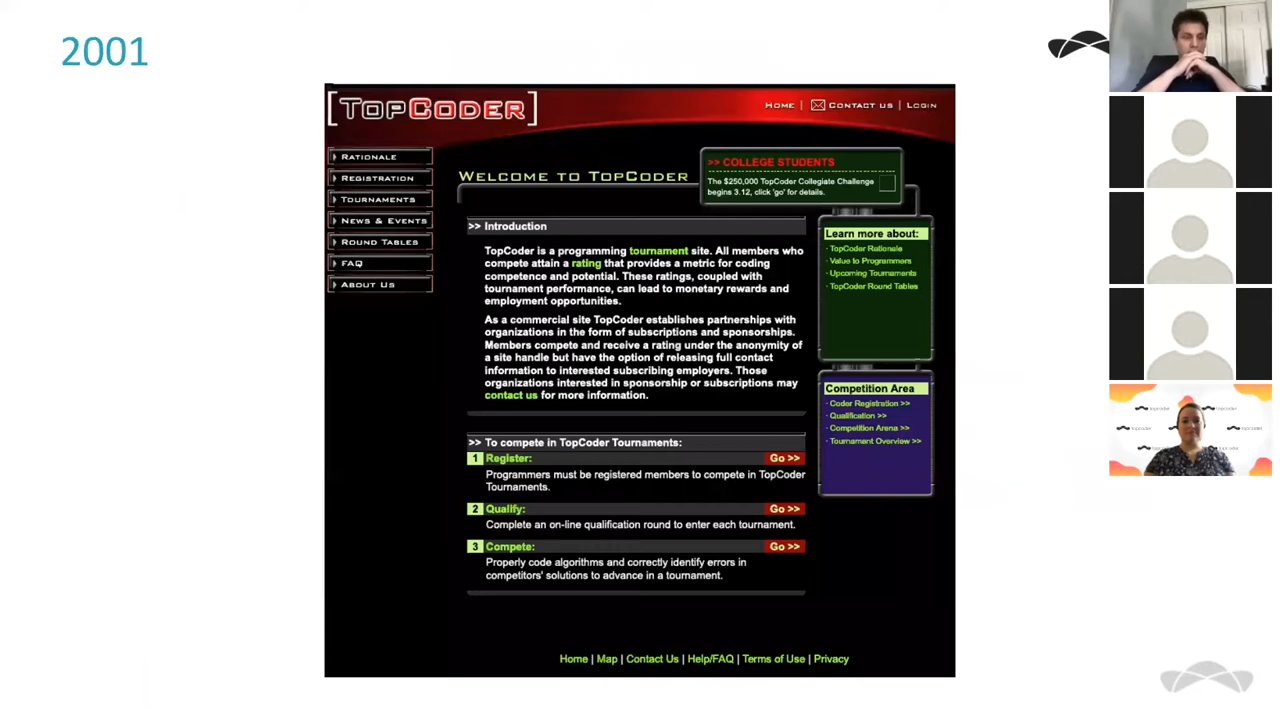 2001
[TOPCODER]
HOME | CONTACT US | LOGIN
RATIONALE
REGISTRATION
TOURNAMENTS
NEWS & EVENTS
ROUND TABLES
FAQ
ABOUT US
WELCOME TO TOPCODER
>> COLLEGE STUDENTS
The $250,000 TopCoder Collegiate Challenge
begins 3.12, click 'go' for details.
>> Introduction
TopCoder is a programming tournament site. All members who
compete attain a rating that provides a metric for coding
competence and potential. These ratings, coupled with
tournament performance, can lead to monetary rewards and
employment opportunities.
As a commercial site TopCoder establishes partnerships with
organizations in the form of subscriptions and sponsorships.
Members compete and receive a rating under the anonymity of
a site handle but have the option of releasing full contact
information to interested subscribing employers. Those
organizations interested in sponsorship or subscriptions may
contact us for more information.
>> To compete in TopCoder Tournaments:
1 Register: Go >>
Programmers must be registered members to compete in TopCoder
Tournaments.
2 Qualify: Go >>
Complete an on-line qualification round to enter each tournament.
3 Compete: Go >>
Properly code algorithms and correctly identify errors in
competitors' solutions to advance in a tournament.
Learn more about:
· TopCoder Rationale
· Value to Programmers
· Upcoming Tournaments
· TopCoder Round Tables
Competition Area
· Coder Registration >>
· Qualification >>
· Competition Arena >>
· Tournament Overview >>
Home | Map | Contact Us | Help/FAQ | Terms of Use | Privacy
topcoder
topcoder
topcoder
topcoder